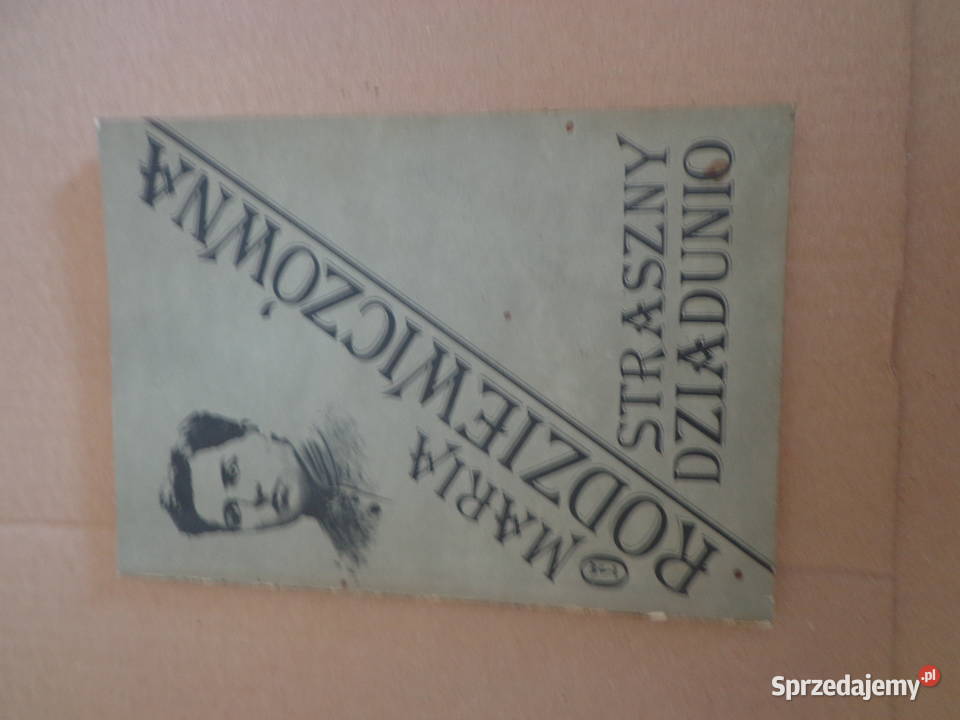 MARIA
RODZIEWICZÓWNA
STRASZNY
DZIADUNIO
Sprzedajemy.pl